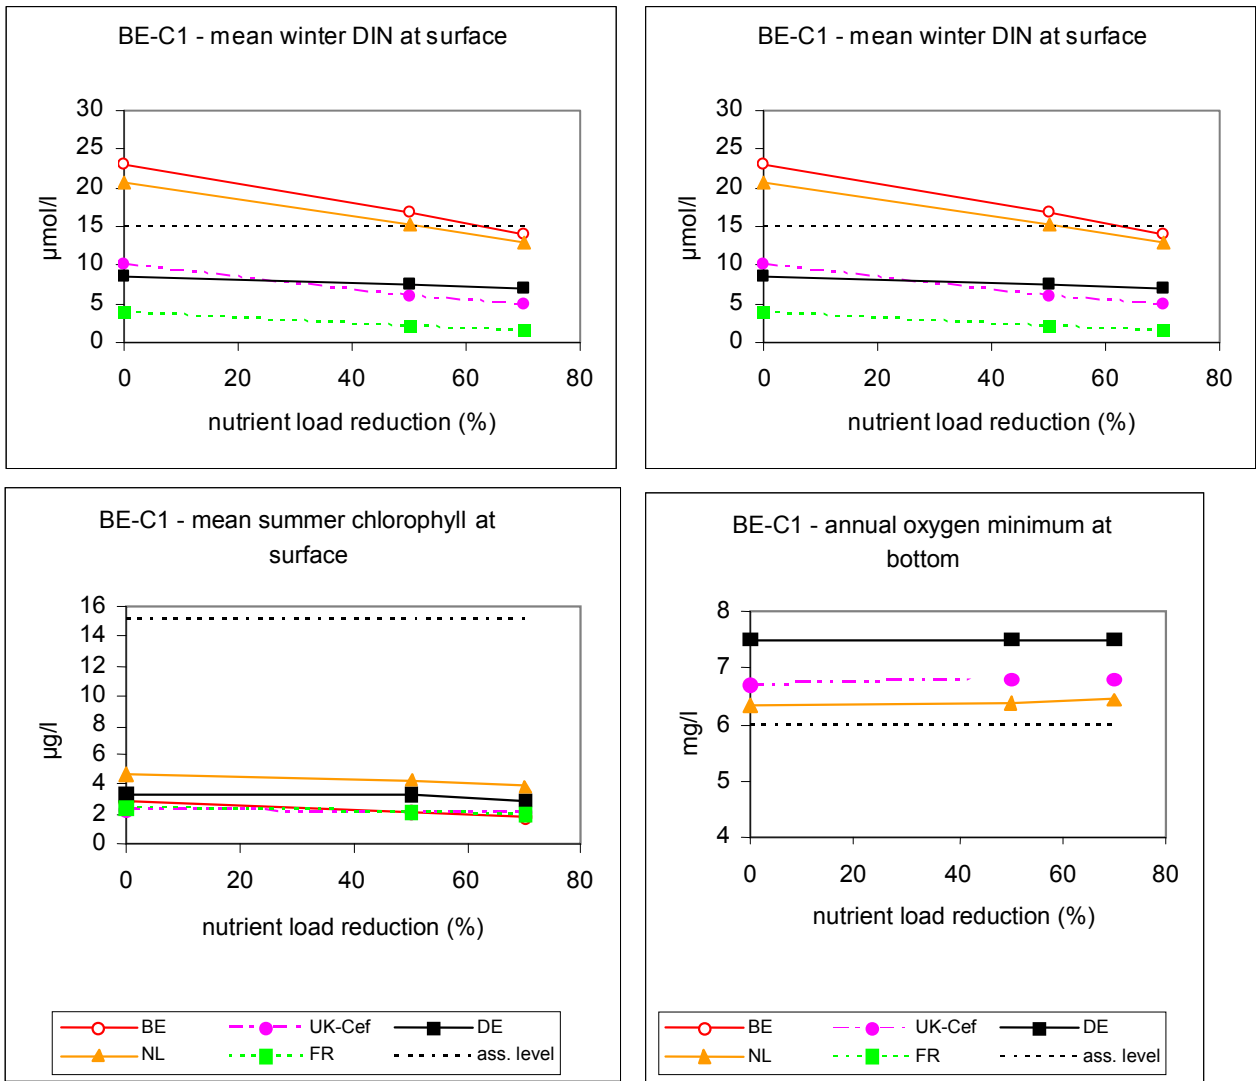 BE-C1 - mean winter DIN at surface
30
25
20
15
10
5
0
µmol/l
0 20 40 60 80
nutrient load reduction (%)
BE-C1 - mean winter DIN at surface
30
25
20
15
10
5
0
µmol/l
0 20 40 60 80
nutrient load reduction (%)
BE-C1 - mean summer chlorophyll at
surface
16
14
12
10
8
6
4
2
0
µg/l
0 20 40 60 80
nutrient load reduction (%)
BE UK-Cef DE
NL FR ass. level
BE-C1 - annual oxygen minimum at
bottom
8
7
6
5
4
mg/l
0 20 40 60 80
nutrient load reduction (%)
BE UK-Cef DE
NL FR ass. level